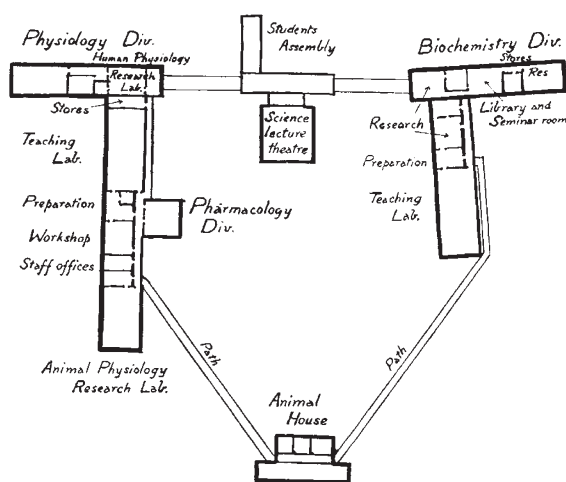 Students
Assembly
Physiology Div.
Human Physiology
Research
Lab.
Stores
Teaching
Lab.
Preparation
Workshop
Staff offices
Animal Physiology
Research Lab.
Pharmacology
Div.
Science
lecture
theatre
Biochemistry Div.
Stores
Res
Library and
Seminar room
Research
Preparation
Teaching
Lab.
Path
Path
Animal
House